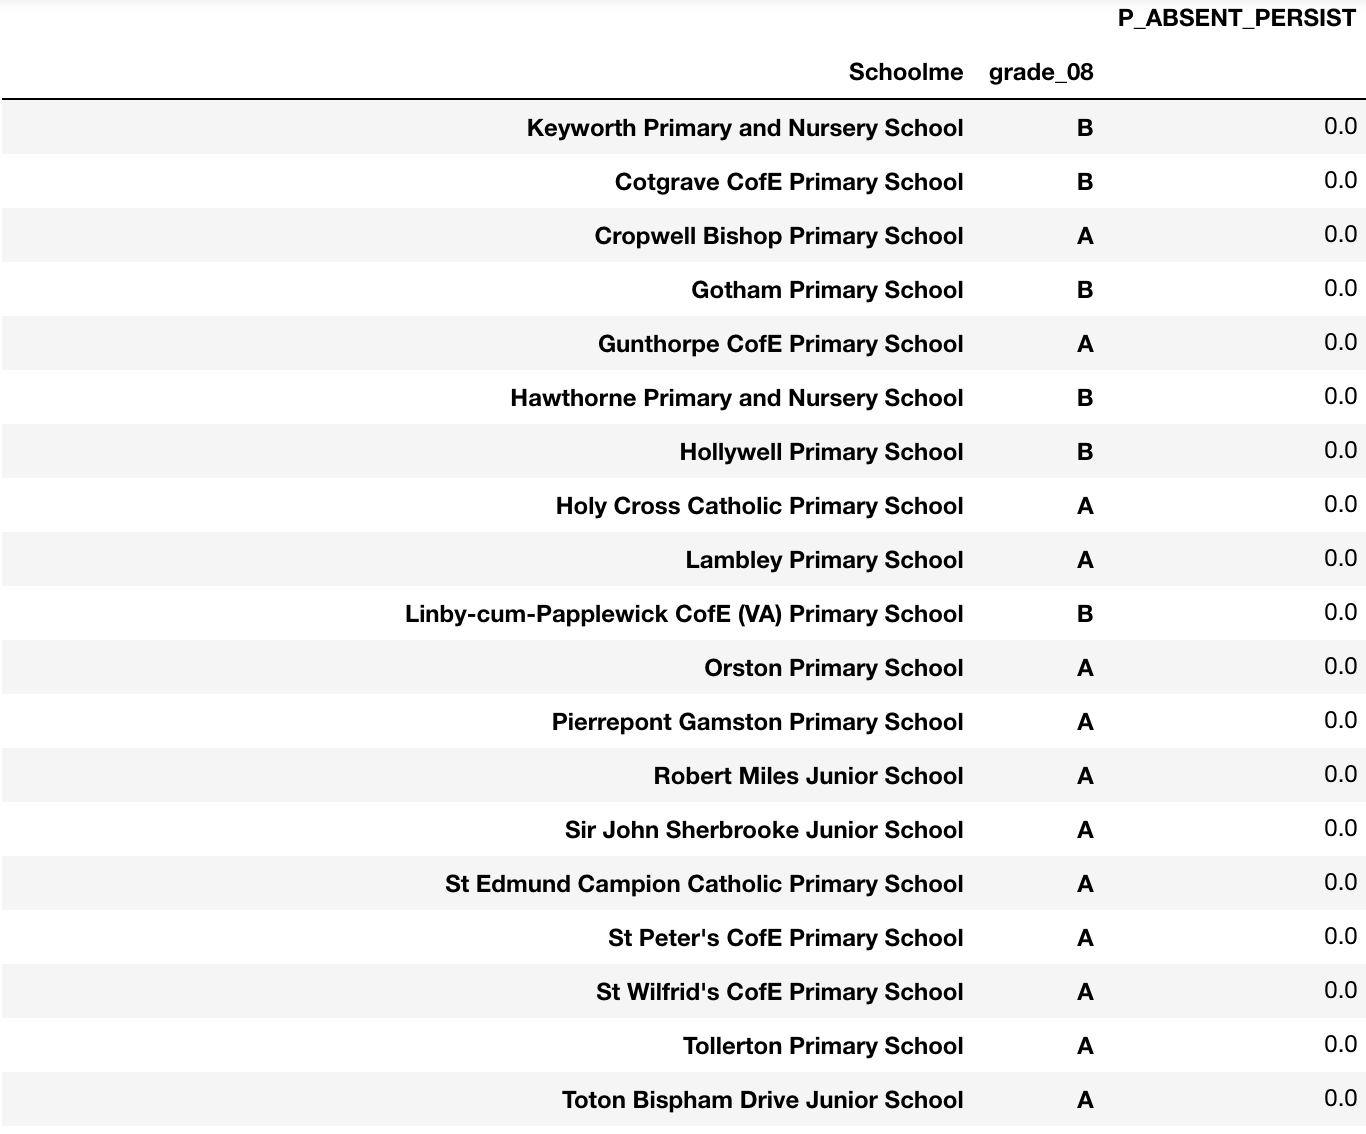 P_ABSENT_PERSIST
Schoolme grade_08
Keyworth Primary and Nursery School B 0.0
Cotgrave CofE Primary School B 0.0
Cropwell Bishop Primary School A 0.0
Gotham Primary School B 0.0
Gunthorpe CofE Primary School A 0.0
Hawthorne Primary and Nursery School B 0.0
Hollywell Primary School B 0.0
Holy Cross Catholic Primary School A 0.0
Lambley Primary School A 0.0
Linby-cum-Papplewick CofE (VA) Primary School B 0.0
Orston Primary School A 0.0
Pierrepont Gamston Primary School A 0.0
Robert Miles Junior School A 0.0
Sir John Sherbrooke Junior School A 0.0
St Edmund Campion Catholic Primary School A 0.0
St Peter's CofE Primary School A 0.0
St Wilfrid's CofE Primary School A 0.0
Tollerton Primary School A 0.0
Toton Bispham Drive Junior School A 0.0